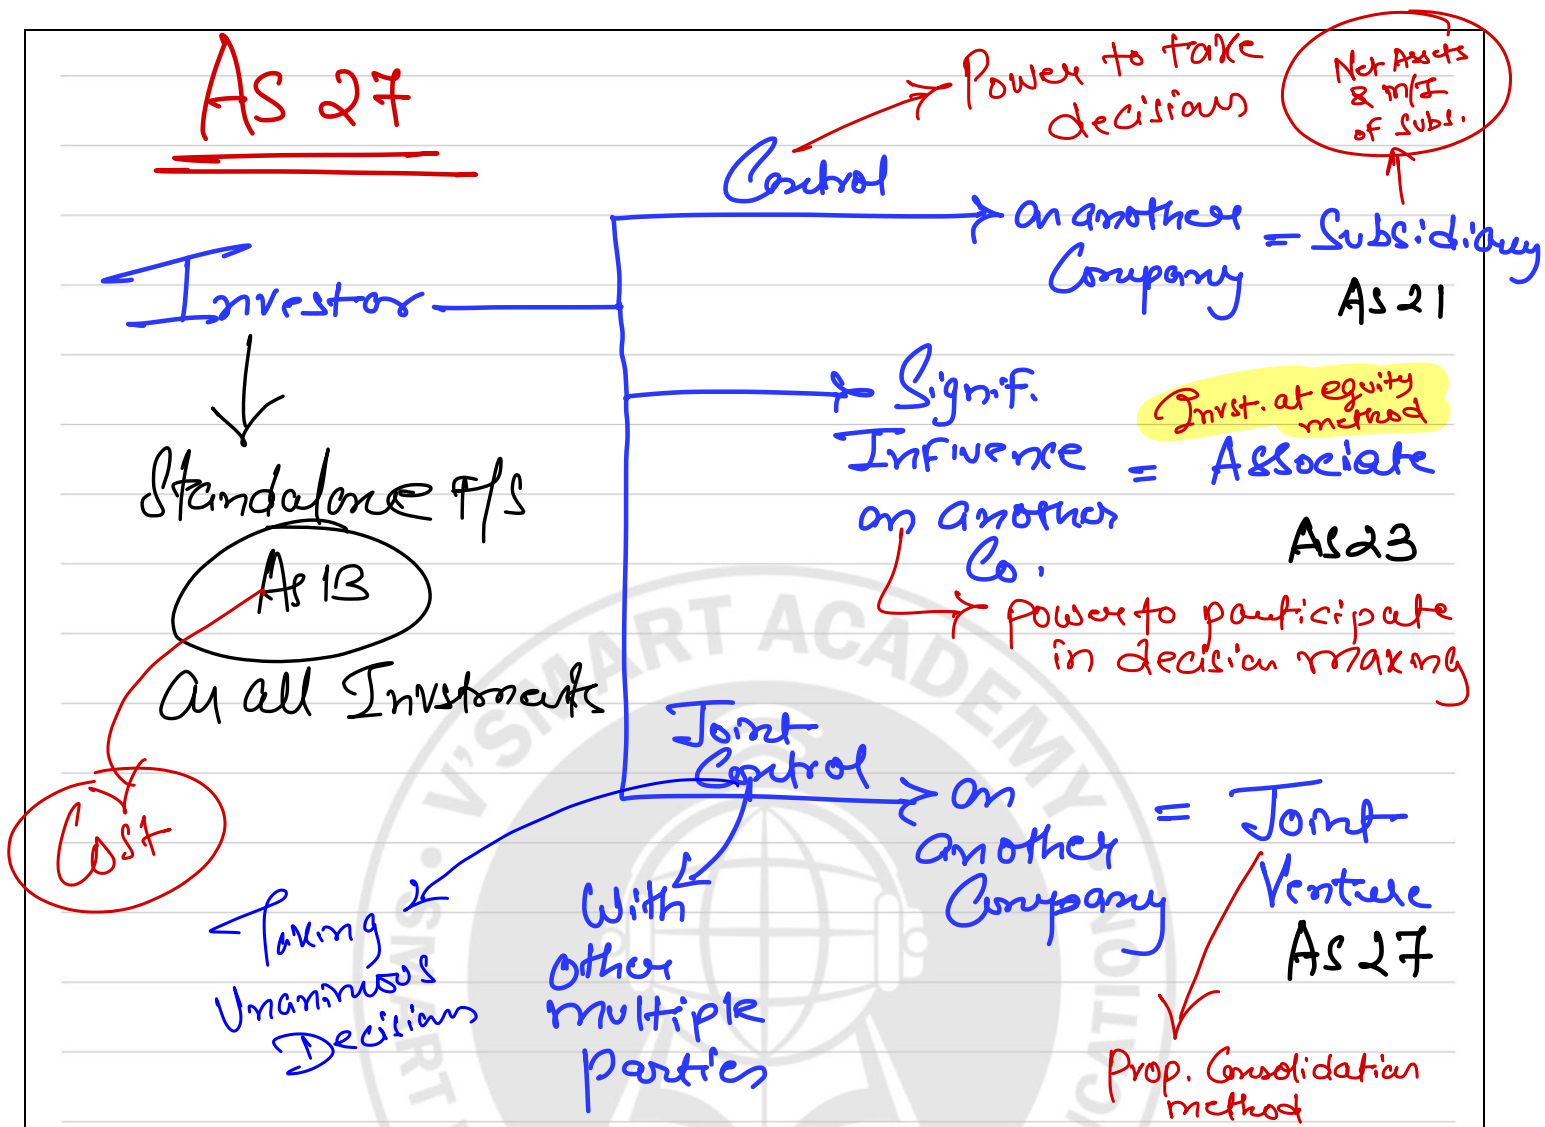 AS 27
Power to take
decisions
Net Assets
& M/I
of Subs.
Control
on another
Company
= Subsidiary
AS 21
Investor
Signif.
Influence
on another
Co.
Invst. at equity
method
= Associate
AS 23
Power to participate
in decision making
Standalone F/S
AS 13
on all Invstments
Cost
Joint
Control
on
another
Company
= Joint
Venture
AS 27
Taking
Unanimous
Decisions
With
other
multiple
parties
Prop. Consolidation
method
V'SMART ACADEMY